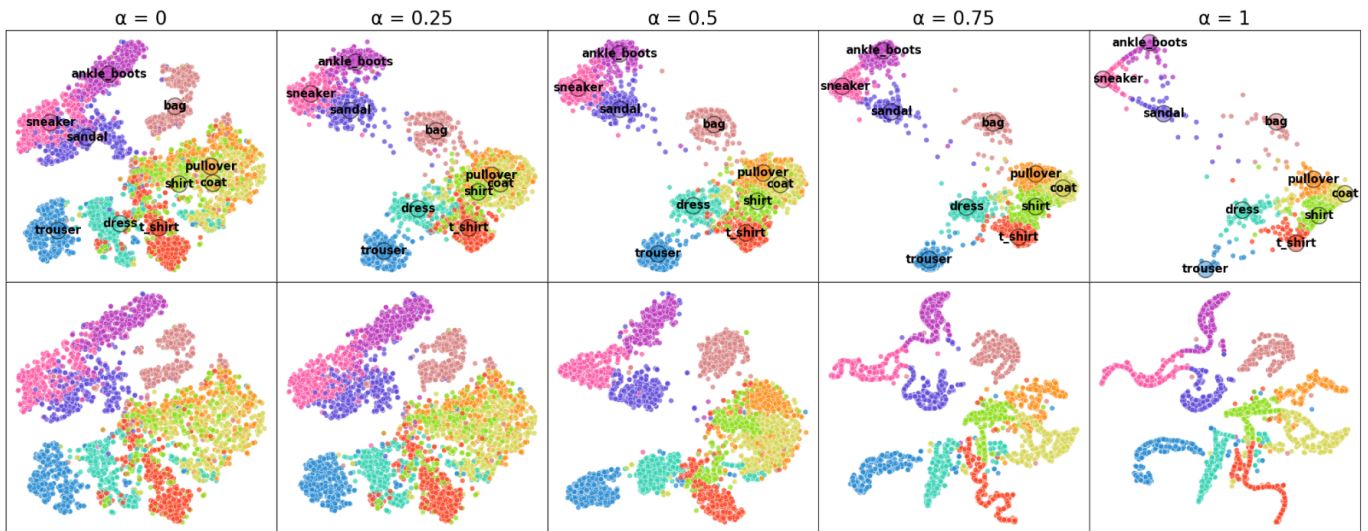 α = 0 α = 0.25 α = 0.5 α = 0.75 α = 1
ankle_boots
bag
sneaker
sandal
pullover
shirt
coat
dress
t_shirt
trouser
ankle_boots
sneaker
sandal
bag
pullover
coat
shirt
dress
t_shirt
trouser
ankle_boots
sneaker
sandal
bag
pullover
coat
shirt
dress
t_shirt
trouser
ankle_boots
sneaker
sandal
bag
pullover
coat
dress
shirt
t_shirt
trouser
ankle_boots
sneaker
sandal
bag
pullover
coat
dress
shirt
t_shirt
trouser